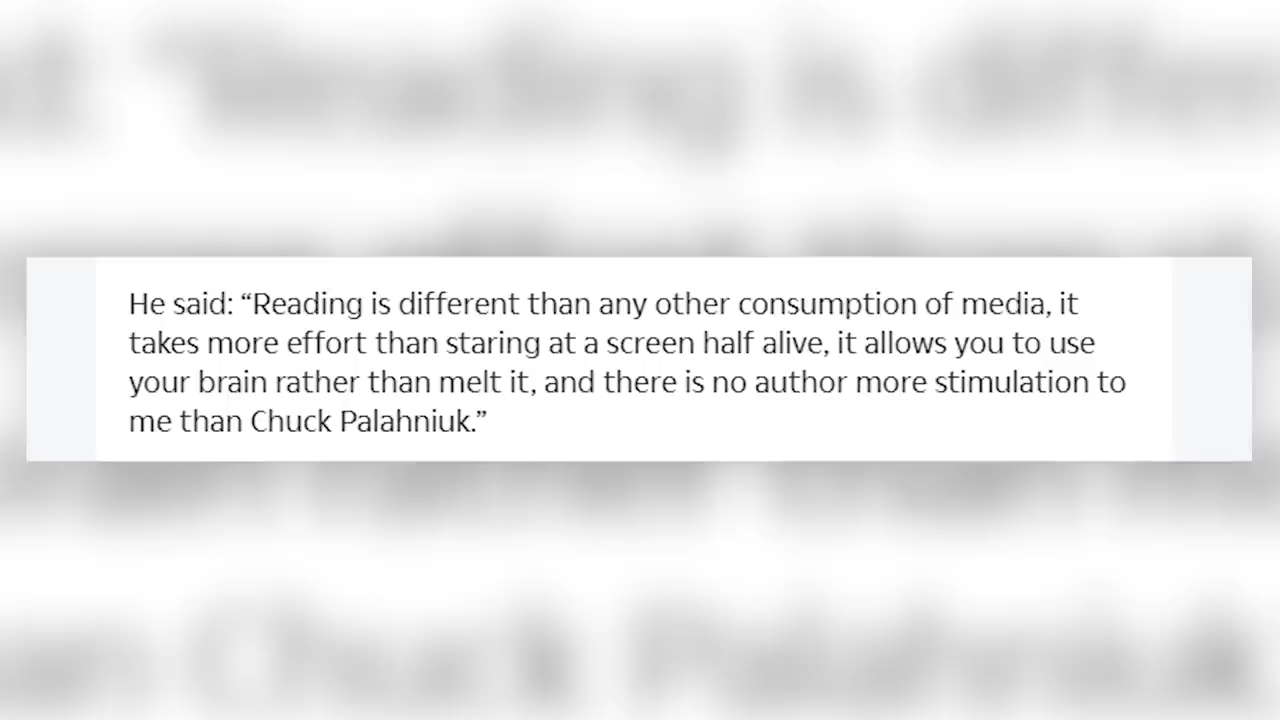 He said: “Reading is different than any other consumption of media, it
takes more effort than staring at a screen half alive, it allows you to use
your brain rather than melt it, and there is no author more stimulation to
me than Chuck Palahniuk.”